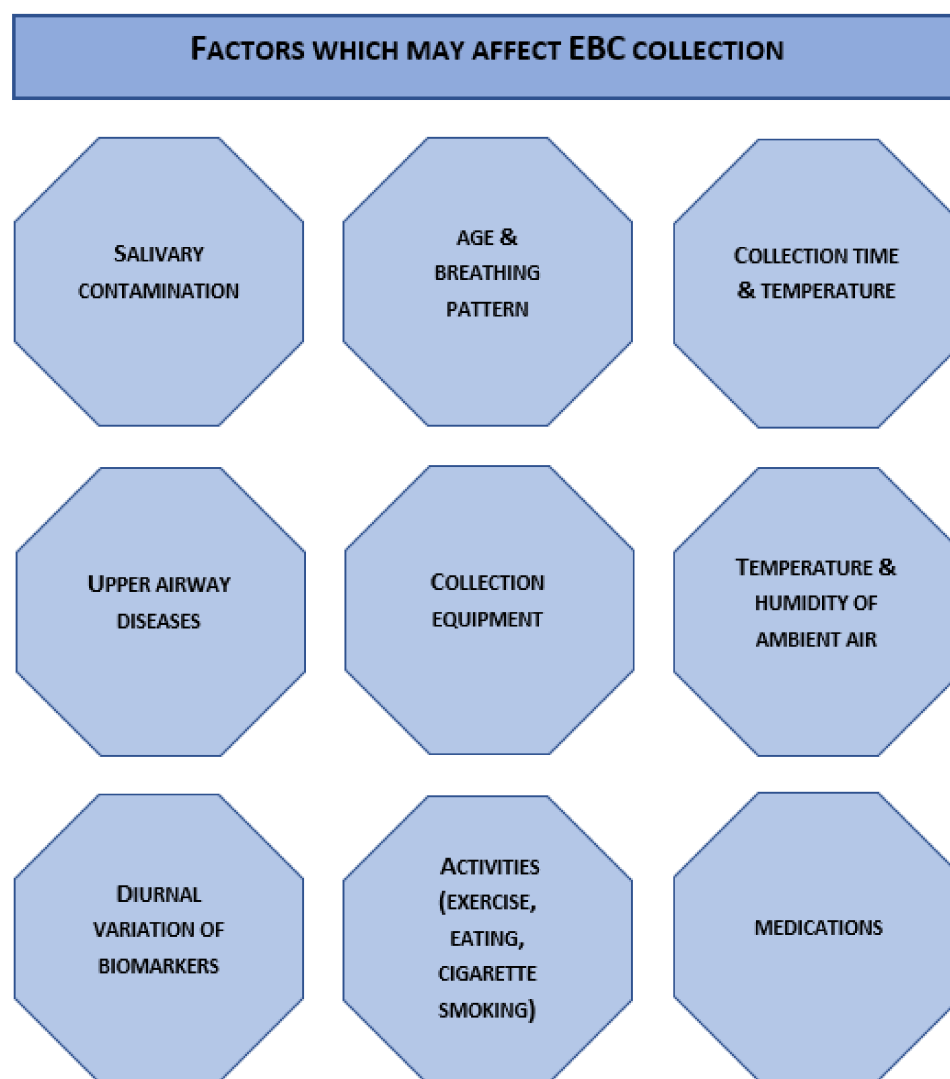 FACTORS WHICH MAY AFFECT EBC COLLECTION
SALIVARY
CONTAMINATION
AGE &
BREATHING
PATTERN
COLLECTION TIME
& TEMPERATURE
UPPER AIRWAY
DISEASES
COLLECTION
EQUIPMENT
TEMPERATURE &
HUMIDITY OF
AMBIENT AIR
DIURNAL
VARIATION OF
BIOMARKERS
ACTIVITIES
(EXERCISE,
EATING,
CIGARETTE
SMOKING)
MEDICATIONS